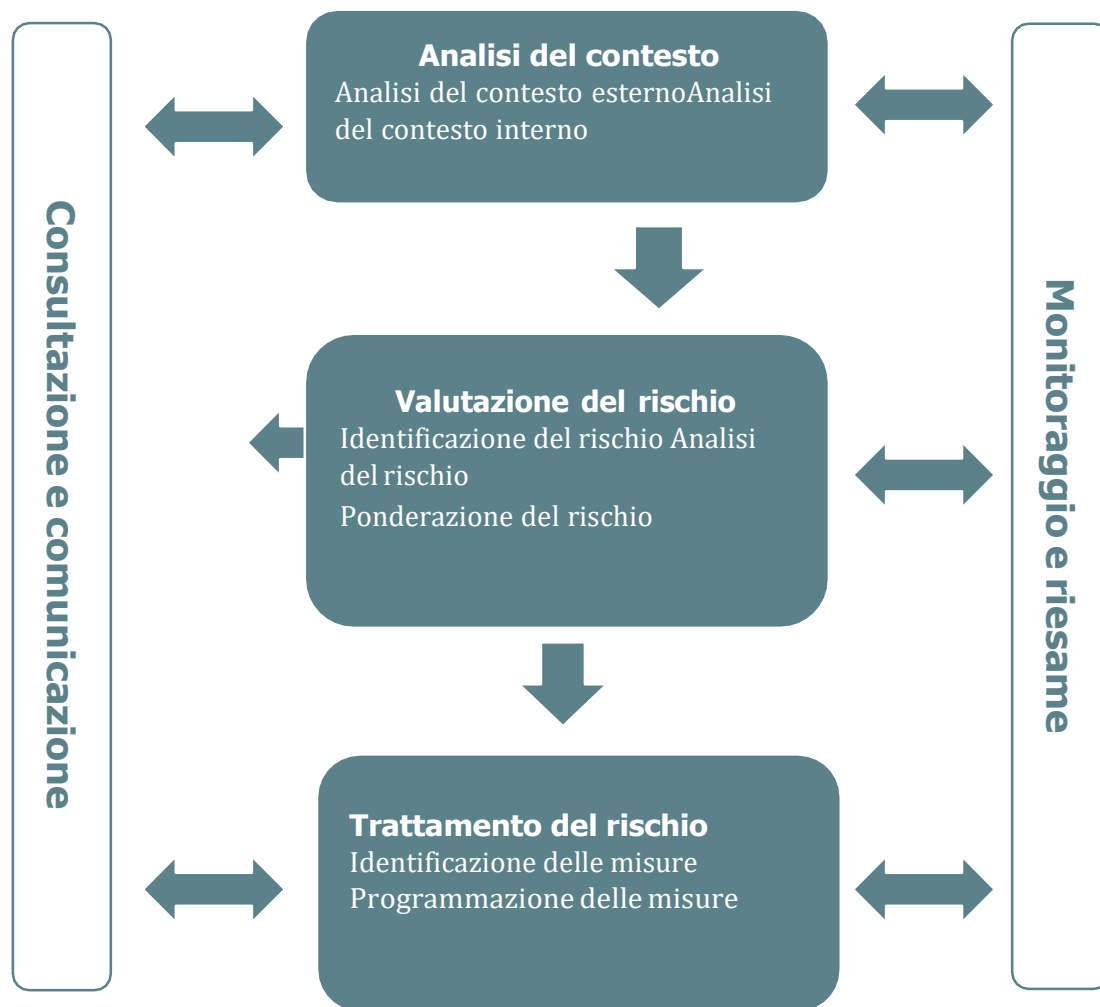 Consultazione e comunicazione
Analisi del contesto
Analisi del contesto esternoAnalisi
del contesto interno
Valutazione del rischio
Identificazione del rischio Analisi
del rischio
Ponderazione del rischio
Trattamento del rischio
Identificazione delle misure
Programmazione delle misure
Monitoraggio e riesame